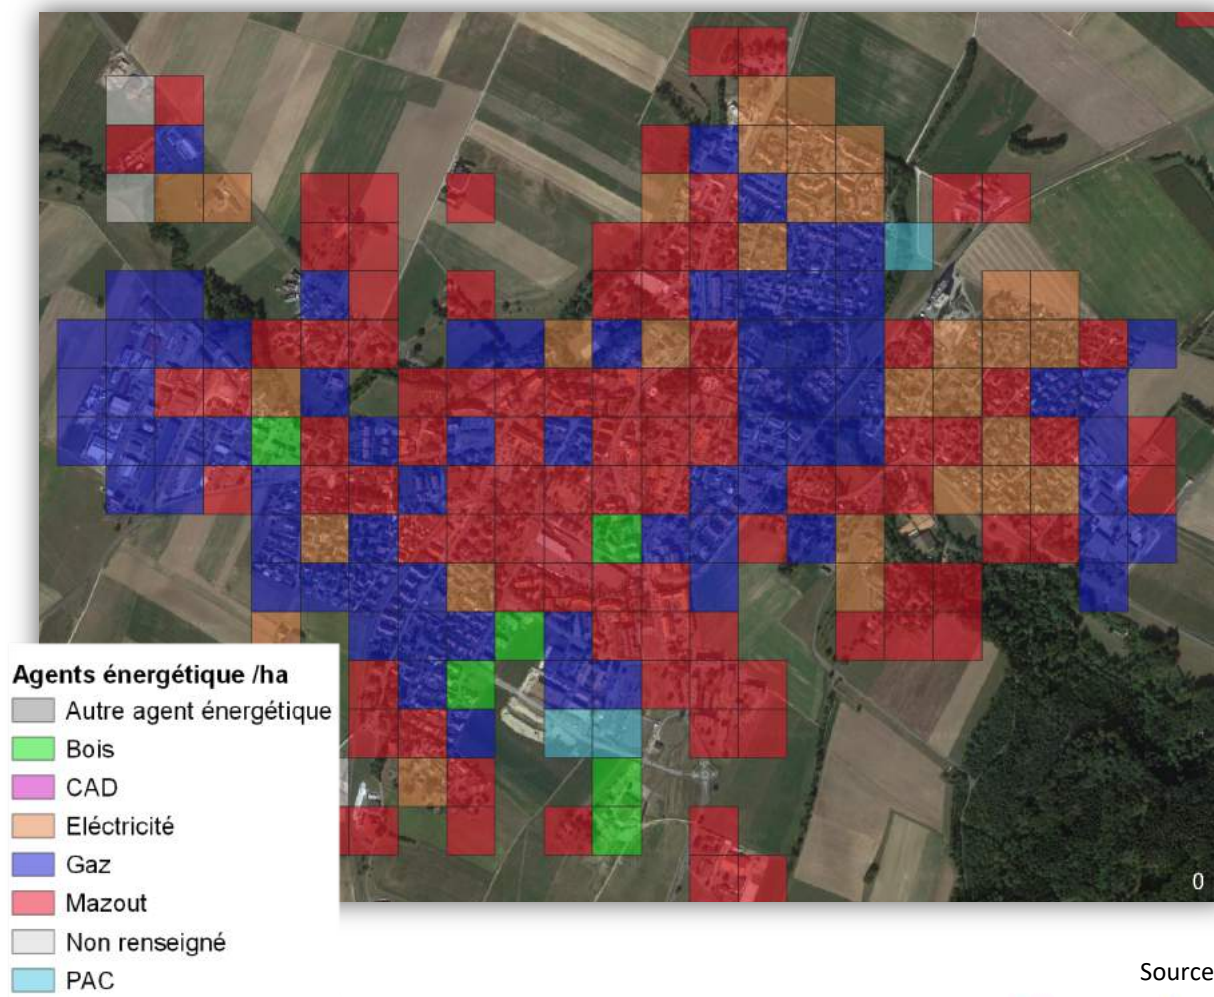 Agents énergétique /ha
Autre agent énergétique
Bois
CAD
Eléctricité
Gaz
Mazout
Non renseigné
PAC
0
Source